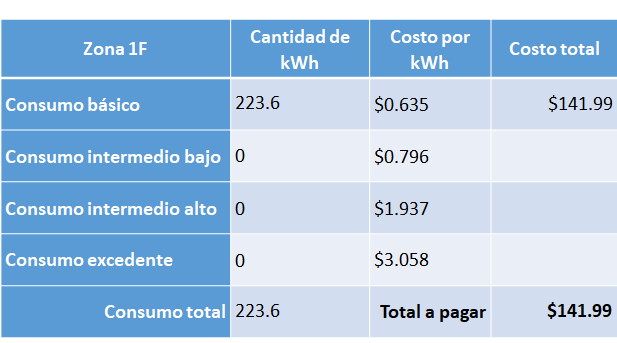 Zona 1F Cantidad de kWh Costo por kWh Costo total
Consumo básico 223.6 $0.635 $141.99
Consumo intermedio bajo 0 $0.796
Consumo intermedio alto 0 $1.937
Consumo excedente 0 $3.058
Consumo total 223.6 Total a pagar $141.99